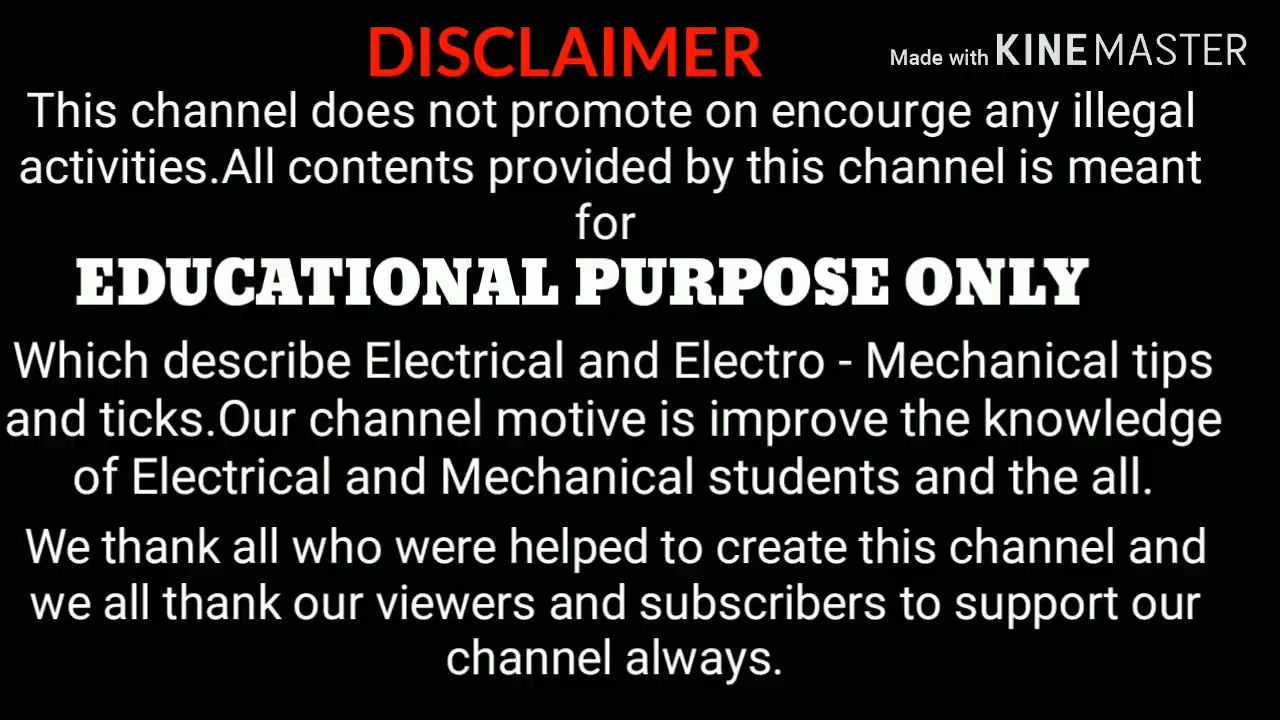 DISCLAIMER
Made with KINEMASTER
This channel does not promote on encourge any illegal
activities.All contents provided by this channel is meant
for
EDUCATIONAL PURPOSE ONLY
Which describe Electrical and Electro - Mechanical tips
and ticks.Our channel motive is improve the knowledge
of Electrical and Mechanical students and the all.
We thank all who were helped to create this channel and
we all thank our viewers and subscribers to support our
channel always.